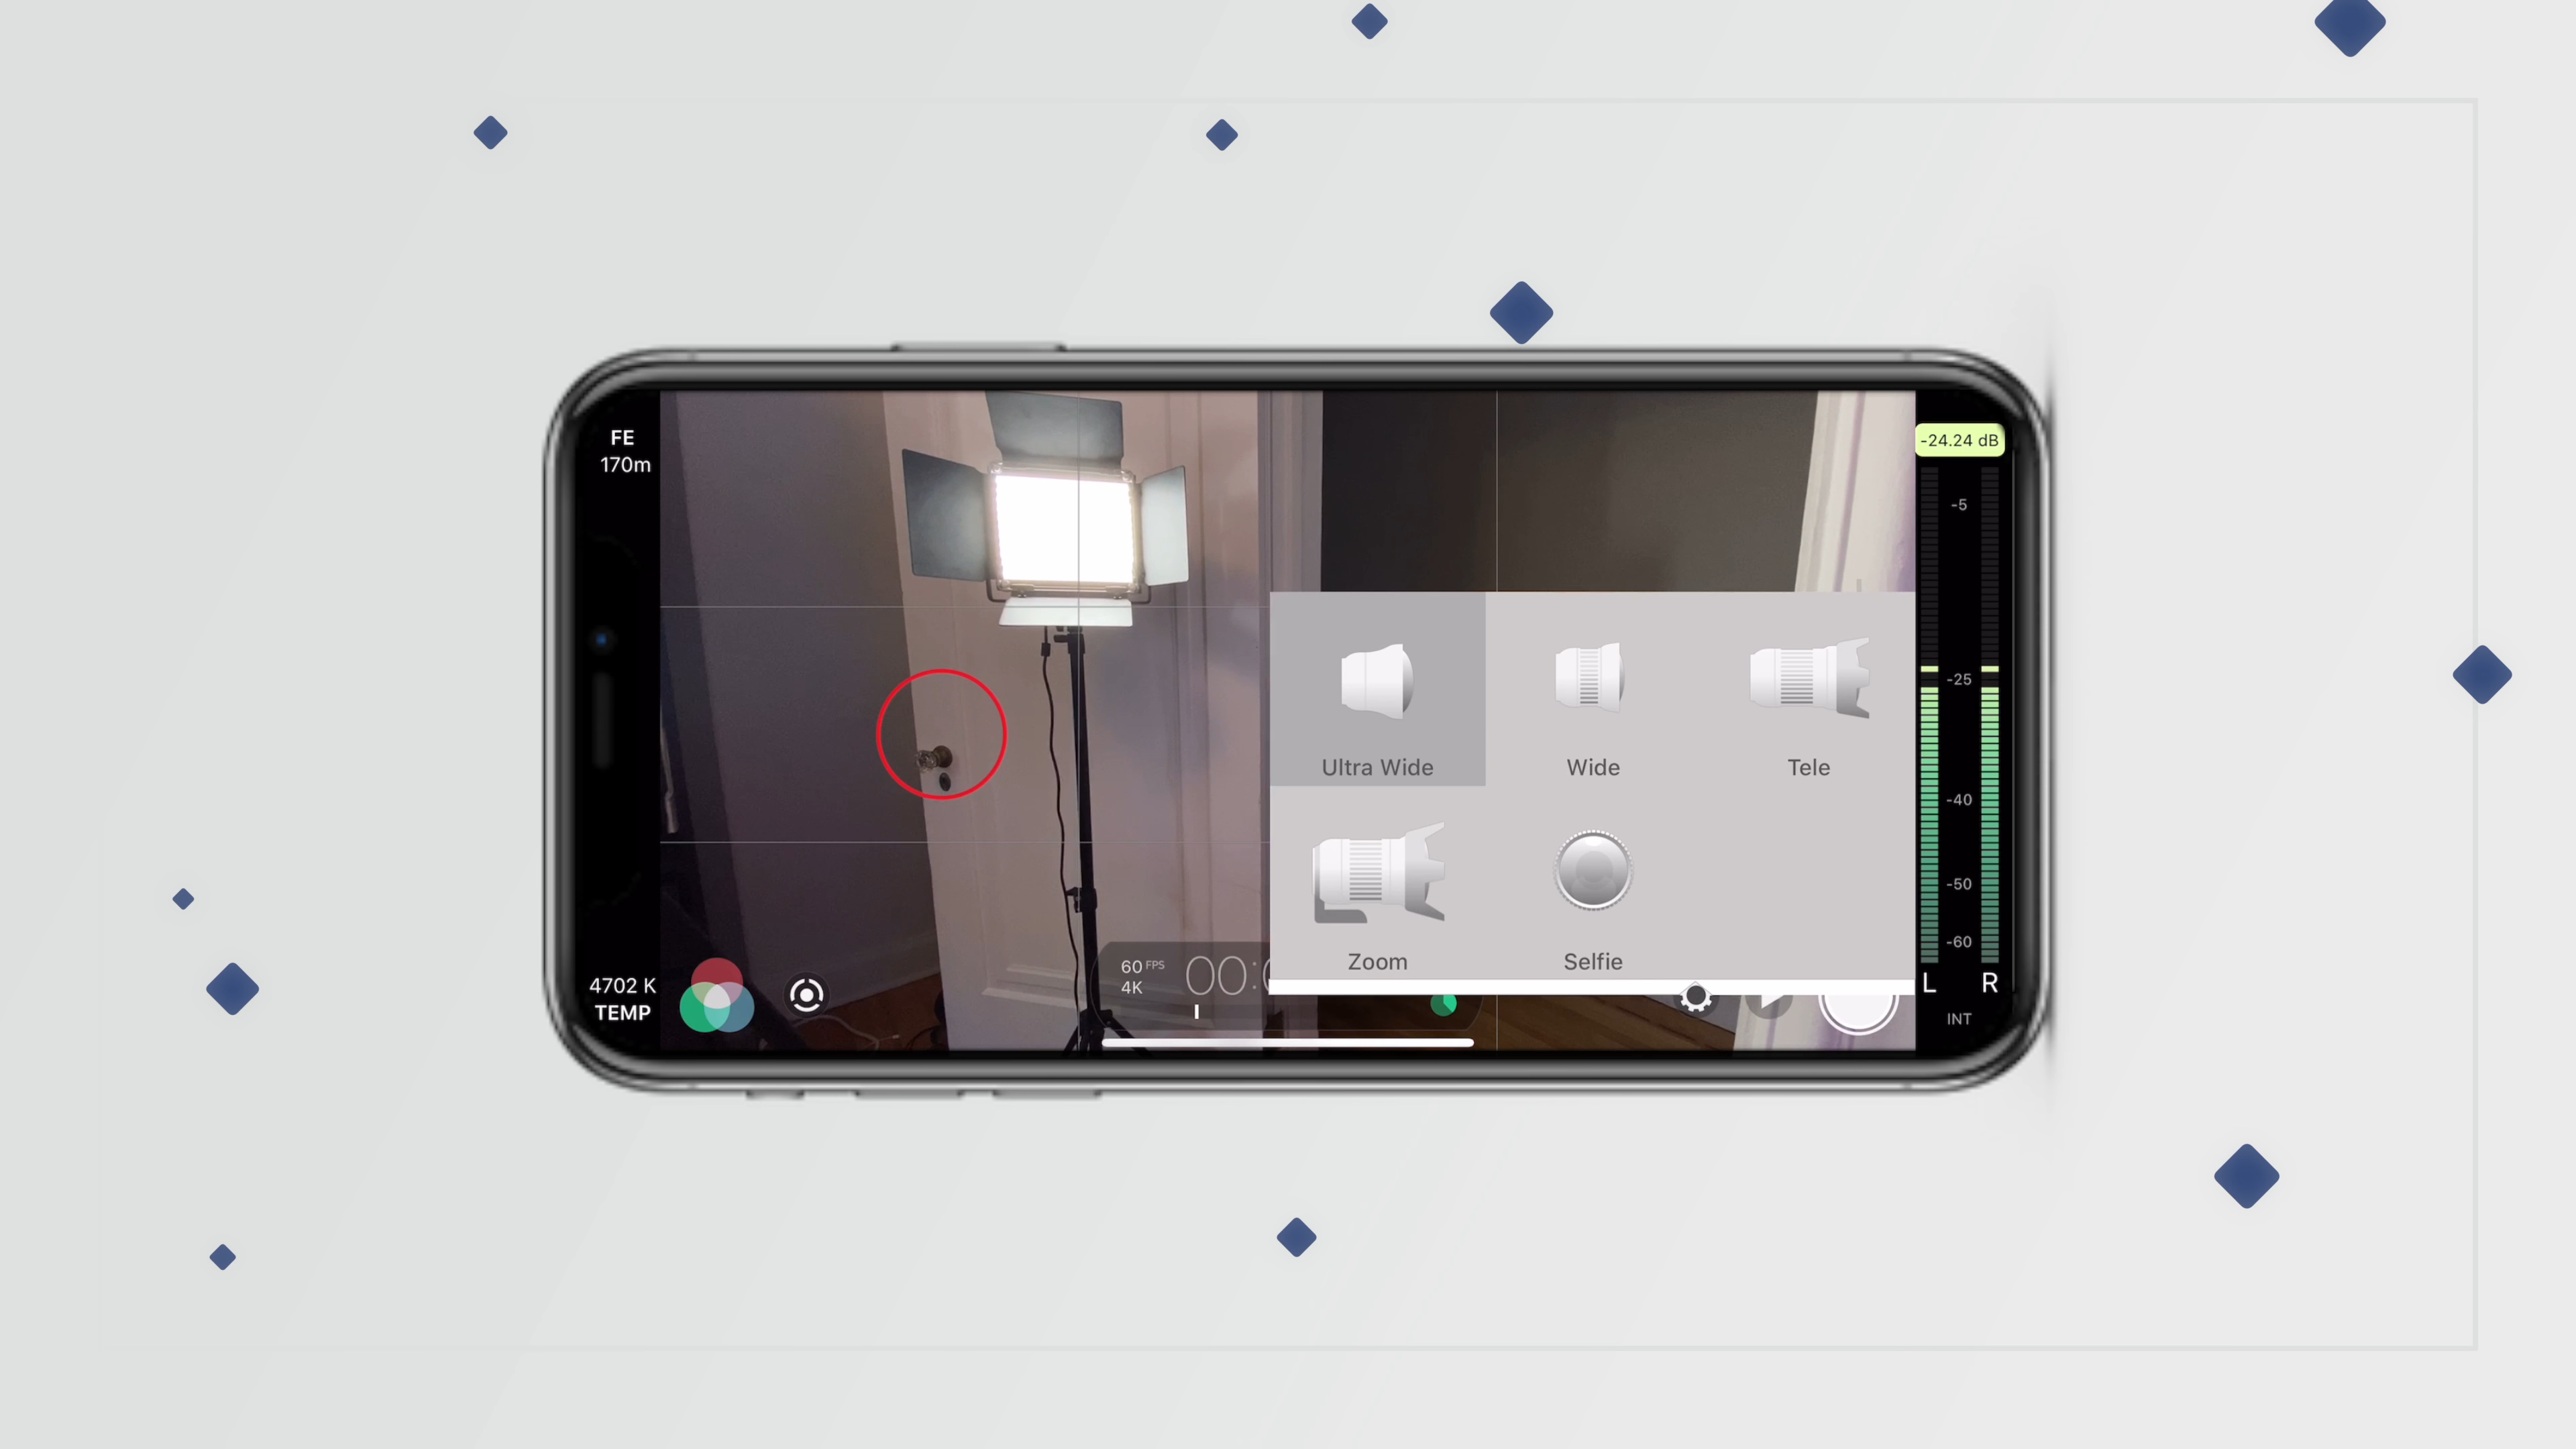 FE
170m
-24.24 dB
-5
-25
-40
-50
-60
L R
INT
Ultra Wide
Wide
Tele
Zoom
Selfie
60 FPS
4K
00:
4702 K
TEMP